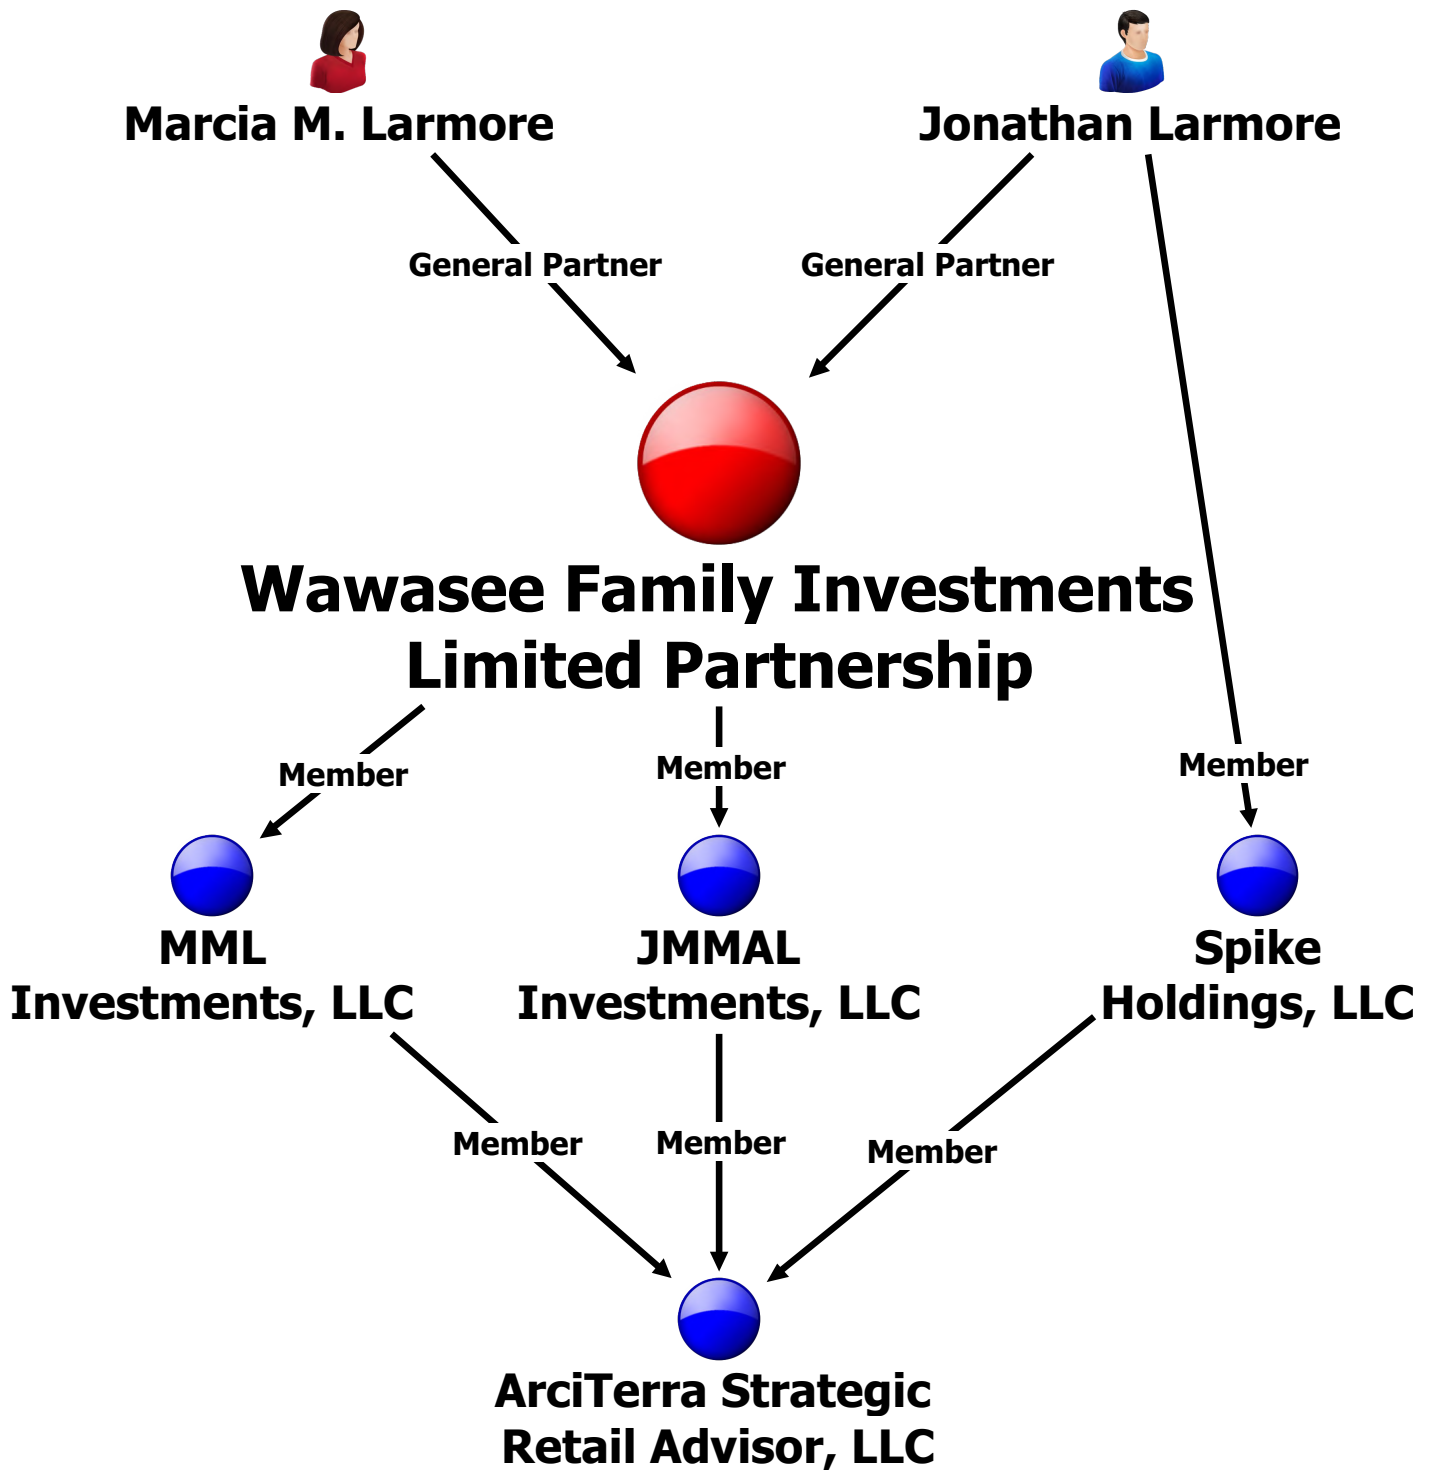 Marcia M. Larmore
Jonathan Larmore
General Partner
General Partner
Wawasee Family Investments
Limited Partnership
Member
Member
Member
MML
Investments, LLC
JMMAL
Investments, LLC
Spike
Holdings, LLC
Member
Member
Member
ArciTerra Strategic
Retail Advisor, LLC